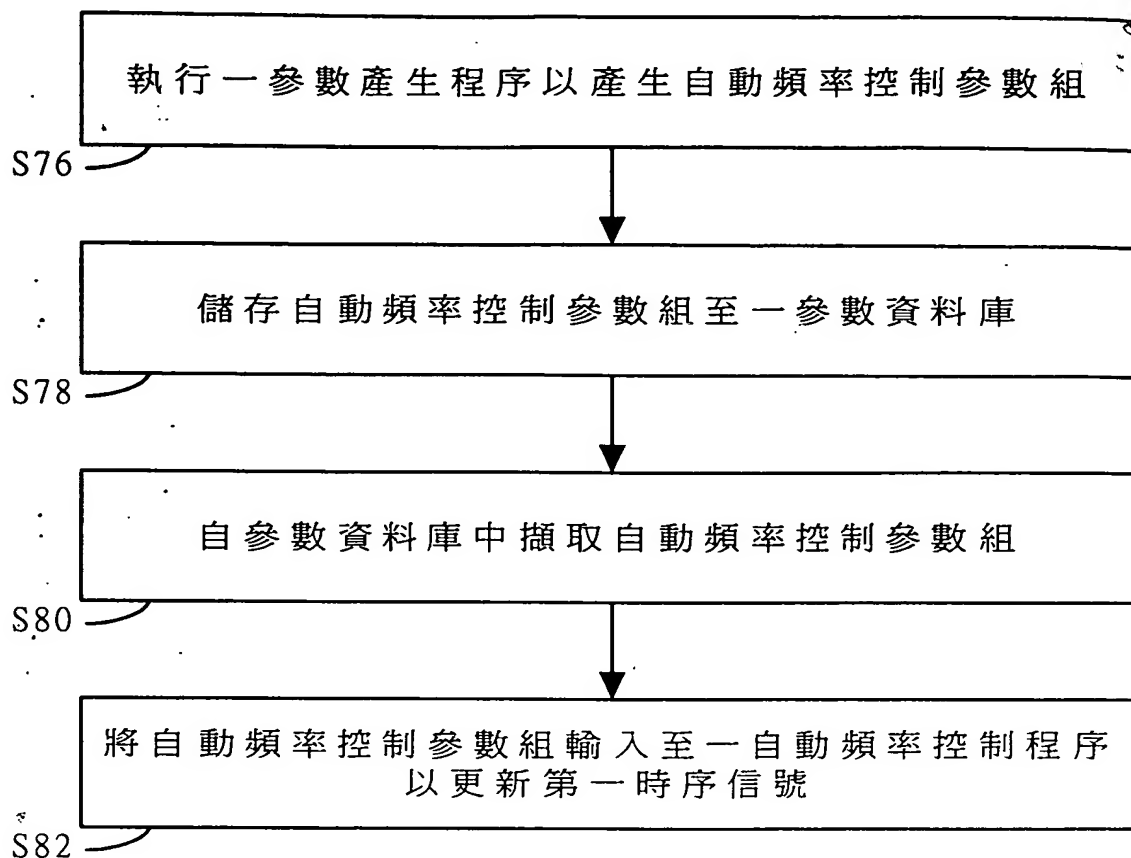 執行一參數產生程序以產生自動頻率控制參數組
S76
儲存自動頻率控制參數組至一參數資料庫
S78
自參數資料庫中擷取自動頻率控制參數組
S80
將自動頻率控制參數組輸入至一自動頻率控制程序
以更新第一時序信號
S82